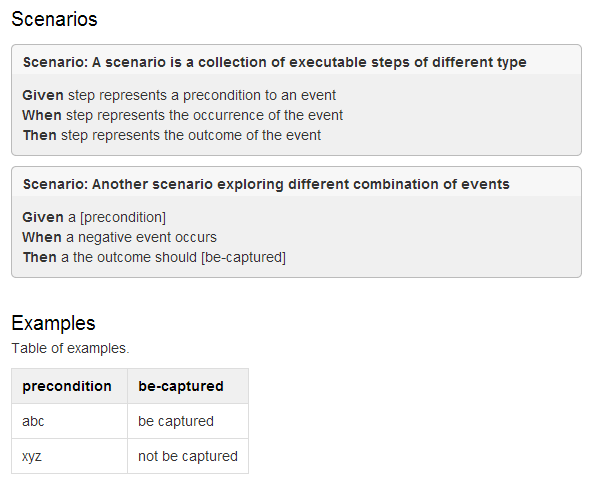 Scenarios
Scenario: A scenario is a collection of executable steps of different type
Given step represents a precondition to an event
When step represents the occurrence of the event
Then step represents the outcome of the event
Scenario: Another scenario exploring different combination of events
Given a [precondition]
When a negative event occurs
Then a the outcome should [be-captured]
Examples
Table of examples.
precondition be-captured
abc be captured
xyz not be captured